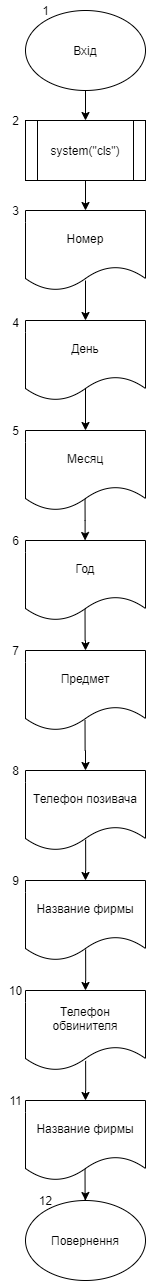 1
Вхід
2
system("cls")
3
Номер
4
День
5
Месяц
6
Год
7
Предмет
8
Телефон позивача
9
Название фирмы
10
Телефон
обвинителя
11
Название фирмы
12
Повернення